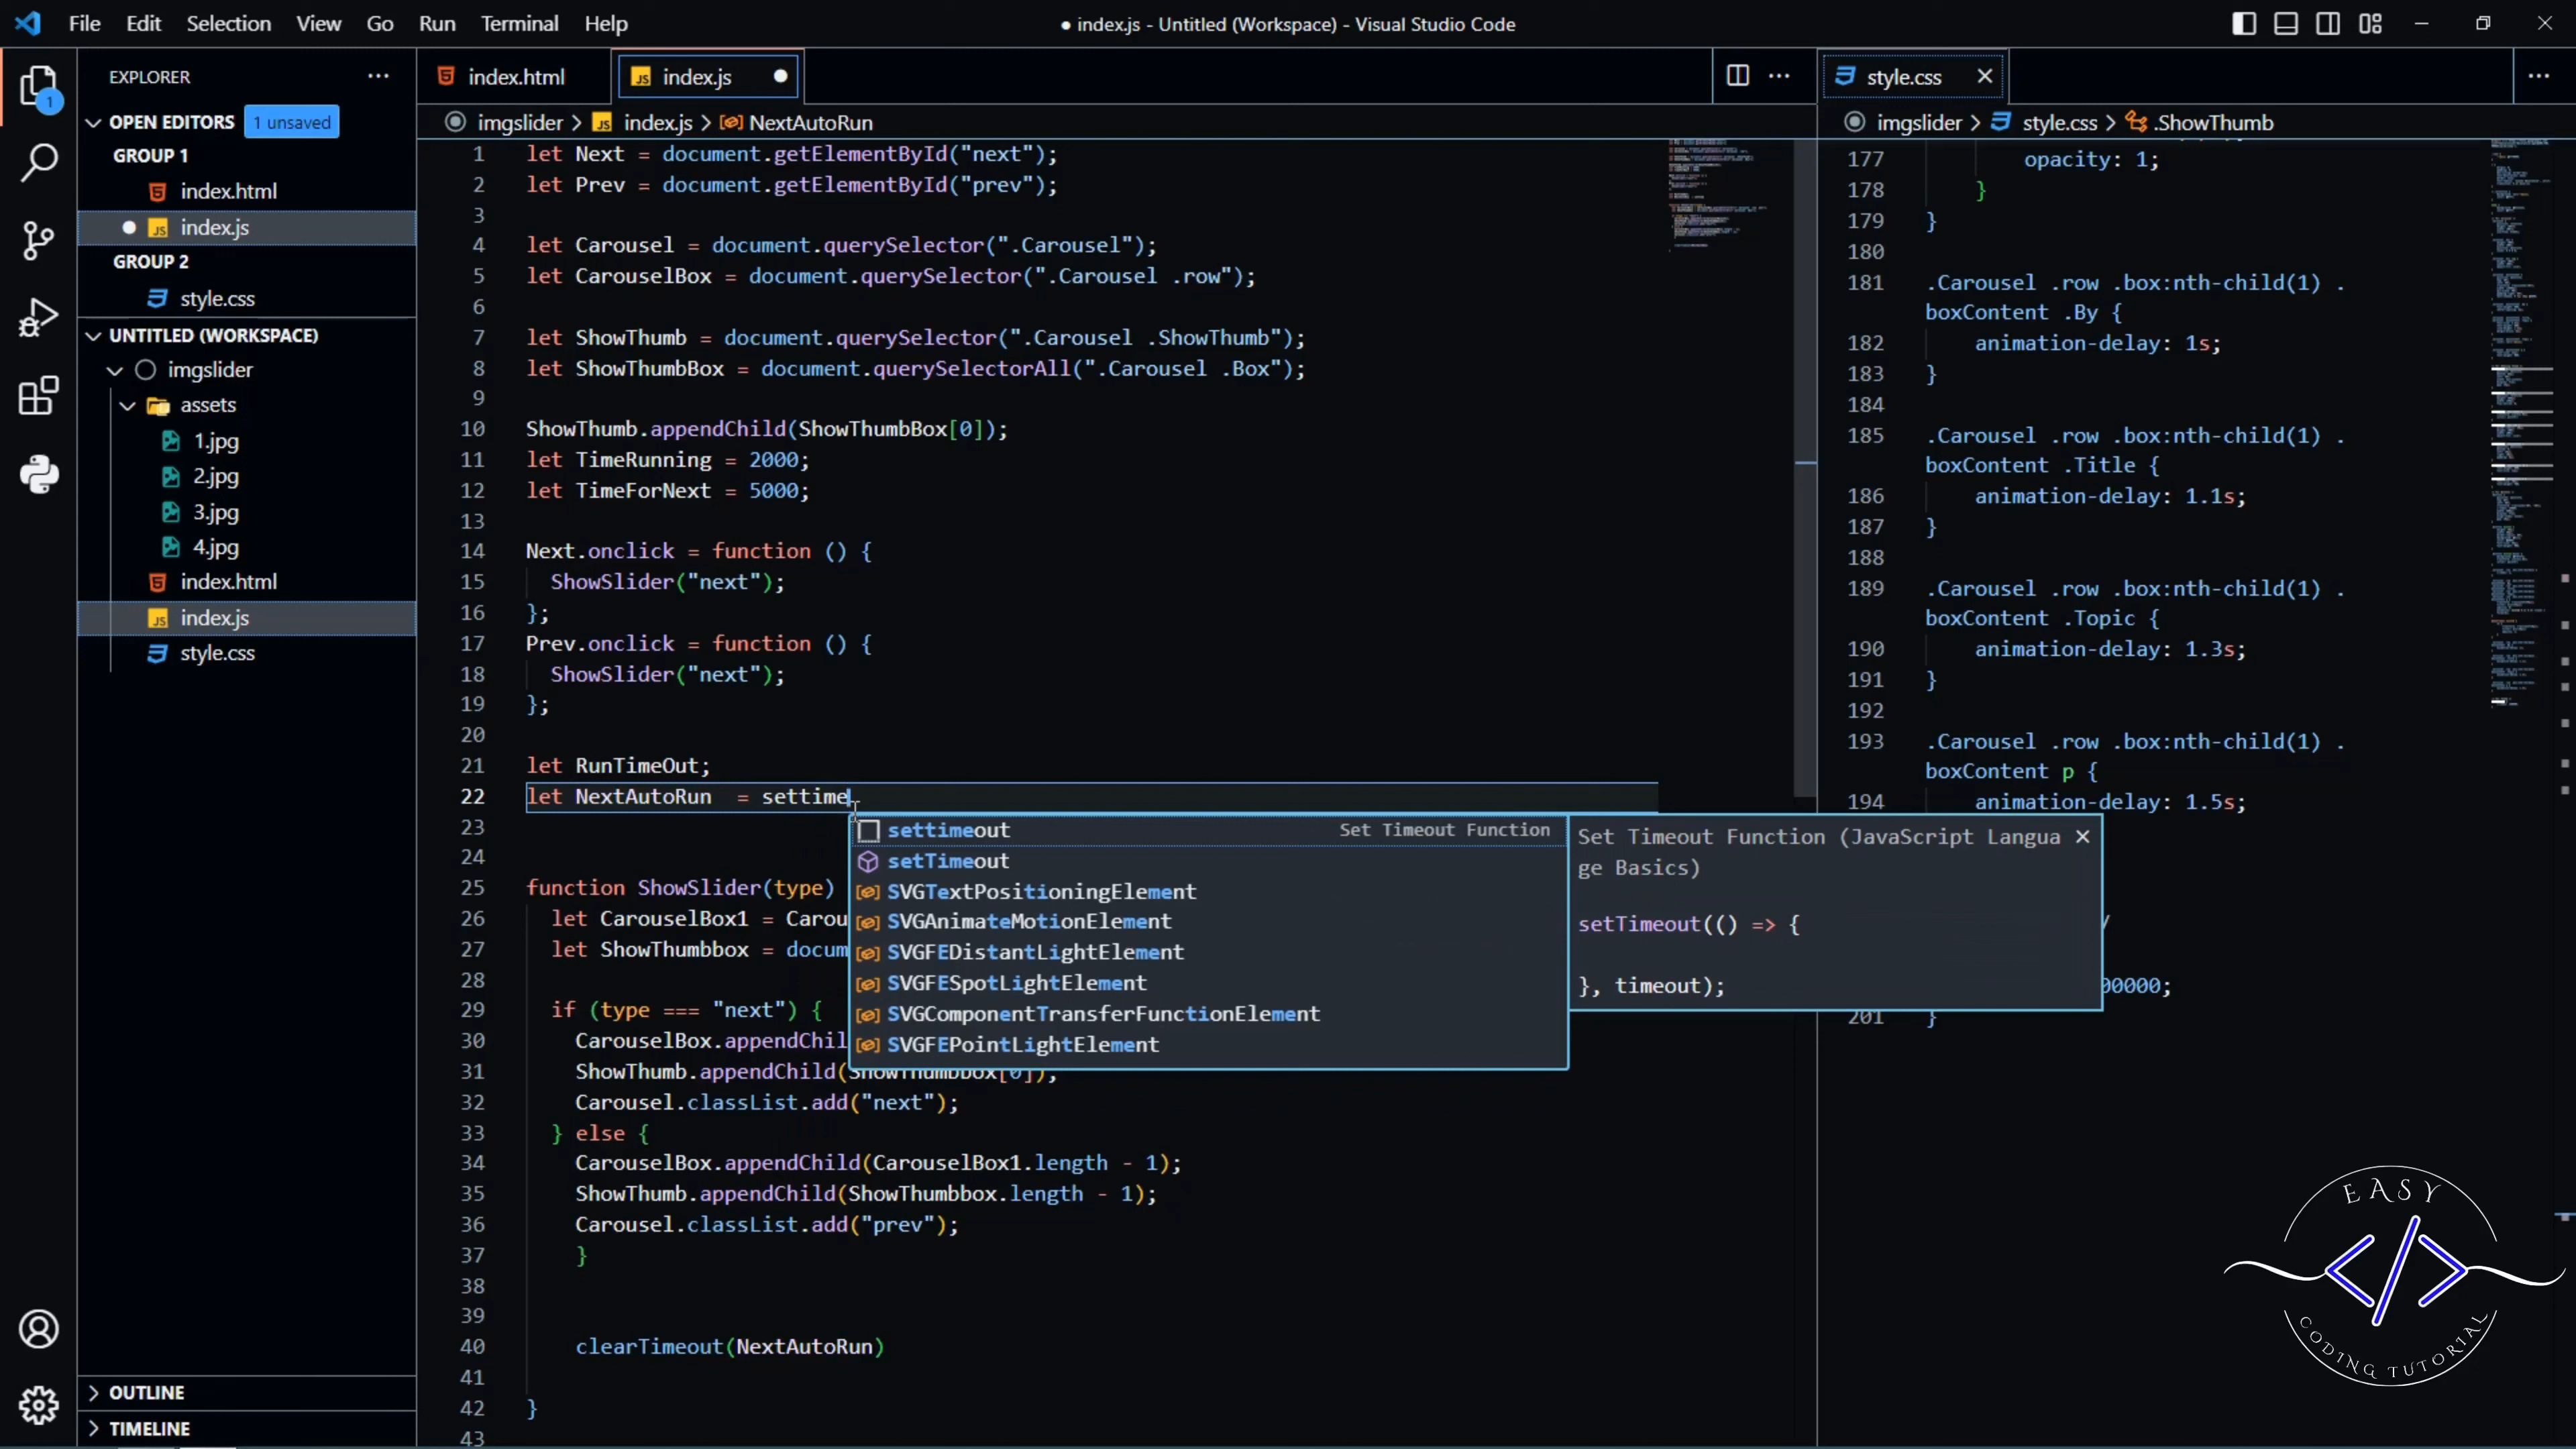 File Edit Selection View Go Run Terminal Help
● index.js - Untitled (Workspace) - Visual Studio Code
EXPLORER
OPEN EDITORS 1 unsaved
GROUP 1
index.html
index.js
GROUP 2
style.css
UNTITLED (WORKSPACE)
imgslider
assets
1.jpg
2.jpg
3.jpg
4.jpg
index.html
index.js
style.css
OUTLINE
TIMELINE
1
index.html
index.js
imgslider > index.js > NextAutoRun
1 let Next = document.getElementById("next");
2 let Prev = document.getElementById("prev");
3
4 let Carousel = document.querySelector(".Carousel");
5 let CarouselBox = document.querySelector(".Carousel .row");
6
7 let ShowThumb = document.querySelector(".Carousel .ShowThumb");
8 let ShowThumbBox = document.querySelectorAll(".Carousel .Box");
9
10 ShowThumb.appendChild(ShowThumbBox[0]);
11 let TimeRunning = 2000;
12 let TimeForNext = 5000;
13
14 Next.onclick = function () {
15 ShowSlider("next");
16 };
17 Prev.onclick = function () {
18 ShowSlider("next");
19 };
20
21 let RunTimeOut;
22 let NextAutoRun  = settime
23
24
25 function ShowSlider(type)
26 let CarouselBox1 = Carou
27 let ShowThumbbox = docum
28
29 if (type === "next") {
30 CarouselBox.appendChil
31 ShowThumb.appendChild(ShowThumbbox[0]);
32 Carousel.classList.add("next");
33 } else {
34 CarouselBox.appendChild(CarouselBox1.length - 1);
35 ShowThumb.appendChild(ShowThumbbox.length - 1);
36 Carousel.classList.add("prev");
37 }
38
39
40 clearTimeout(NextAutoRun)
41
42 }
43
settimeout Set Timeout Function
setTimeout
SVGTextPositioningElement
SVGAnimateMotionElement
SVGFEDistantLightElement
SVGFESpotLightElement
SVGComponentTransferFunctionElement
SVGFEPointLightElement
Set Timeout Function (JavaScript Langua
ge Basics)
setTimeout(() => {
}, timeout);
style.css
imgslider > style.css > .ShowThumb
177 opacity: 1;
178 }
179 }
180
181 .Carousel .row .box:nth-child(1) .
boxContent .By {
182 animation-delay: 1s;
183 }
184
185 .Carousel .row .box:nth-child(1) .
boxContent .Title {
186 animation-delay: 1.1s;
187 }
188
189 .Carousel .row .box:nth-child(1) .
boxContent .Topic {
190 animation-delay: 1.3s;
191 }
192
193 .Carousel .row .box:nth-child(1) .
boxContent p {
194 animation-delay: 1.5s;
/
00000;
201 }
EASY
</>
CODING TUTORIAL